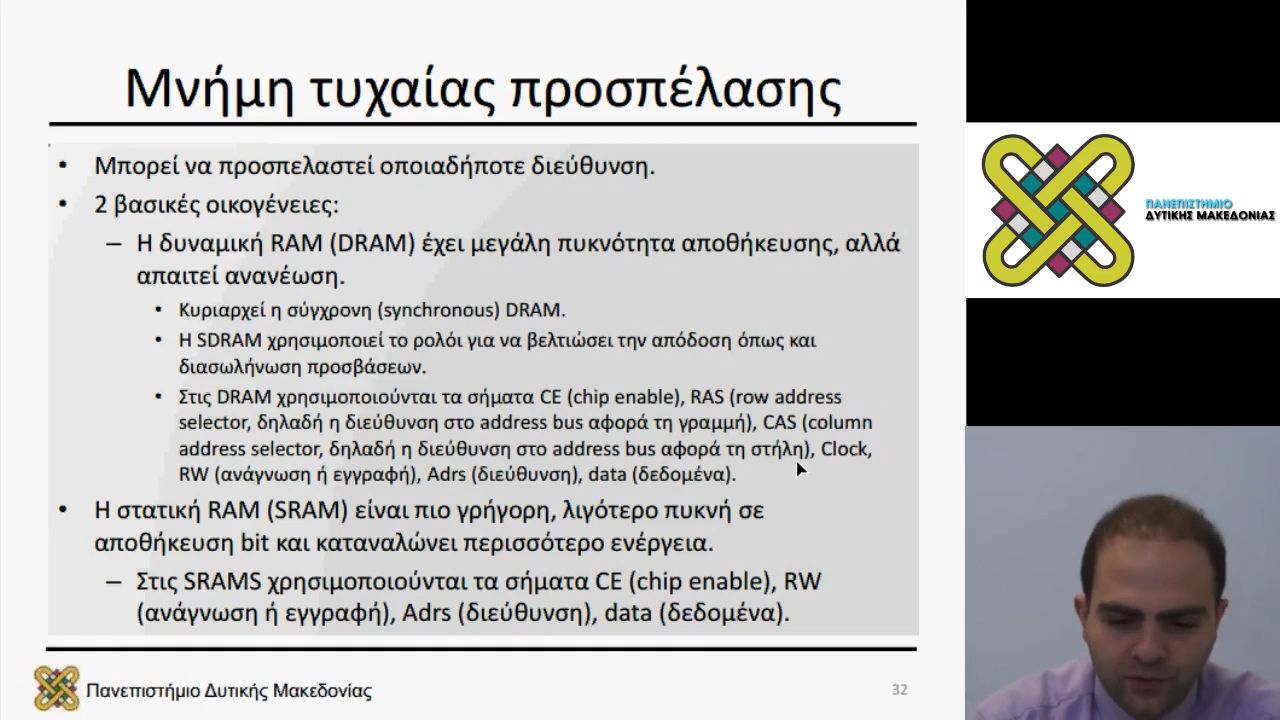 Μνήμη τυχαίας προσπέλασης
• Μπορεί να προσπελαστεί οποιαδήποτε διεύθυνση.
• 2 βασικές οικογένειες:
– Η δυναμική RAM (DRAM) έχει μεγάλη πυκνότητα αποθήκευσης, αλλά
απαιτεί ανανέωση.
• Κυριαρχεί η σύγχρονη (synchronous) DRAM.
• Η SDRAM χρησιμοποιεί το ρολόι για να βελτιώσει την απόδοση όπως και
διασωλήνωση προσβάσεων.
• Στις DRAM χρησιμοποιούνται τα σήματα CE (chip enable), RAS (row address
selector, δηλαδή η διεύθυνση στο address bus αφορά τη γραμμή), CAS (column
address selector, δηλαδή η διεύθυνση στο address bus αφορά τη στήλη), Clock,
RW (ανάγνωση ή εγγραφή), Adrs (διεύθυνση), data (δεδομένα).
• Η στατική RAM (SRAM) είναι πιο γρήγορη, λιγότερο πυκνή σε
αποθήκευση bit και καταναλώνει περισσότερο ενέργεια.
– Στις SRAMS χρησιμοποιούνται τα σήματα CE (chip enable), RW
(ανάγνωση ή εγγραφή), Adrs (διεύθυνση), data (δεδομένα).
Πανεπιστήμιο Δυτικής Μακεδονίας
32
ΠΑΝΕΠΙΣΤΗΜΙΟ
ΔΥΤΙΚΗΣ ΜΑΚΕΔΟΝΙΑΣ